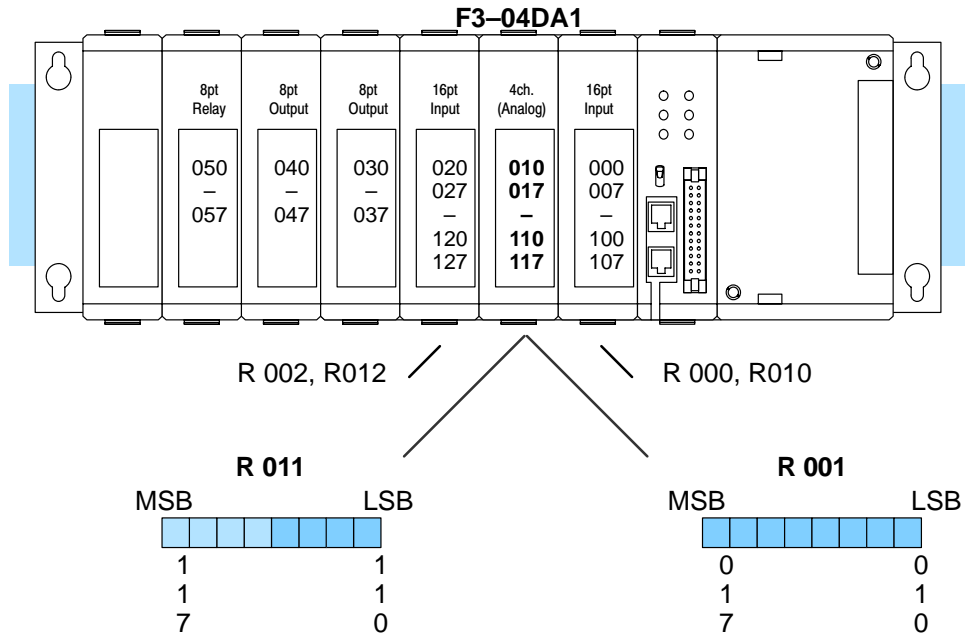 F3–04DA1
8pt
Relay
8pt
Output
8pt
Output
16pt
Input
4ch.
(Analog)
16pt
Input
050
–
057
040
–
047
030
–
037
020
027
–
120
127
010
017
–
110
117
000
007
–
100
107
R 002, R012
R 000, R010
R 011
MSB LSB
1 1
1 1
7 0
R 001
MSB LSB
0 0
1 1
7 0